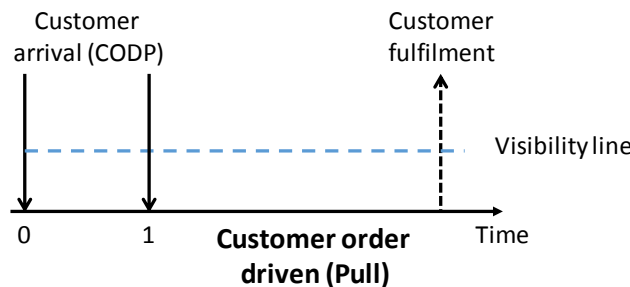 Customer
arrival (CODP)
Customer
fulfilment
Visibility line
0
1
Customer order
driven (Pull)
Time